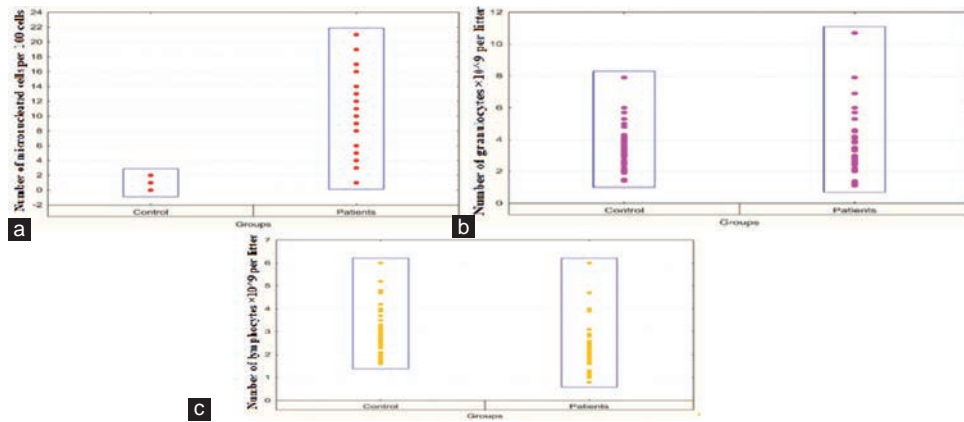 Number of micronucleated cells per 100 cells
24
22
20
18
16
14
12
10
8
6
4
2
0
-2
Control
Patients
Groups
a
Number of granulocytes×10^9 per litter
12
10
8
6
4
2
0
Control
Patients
Groups
b
Number of lymphocytes×10^9 per litter
7
6
5
4
3
2
1
0
Control
Patients
Groups
c